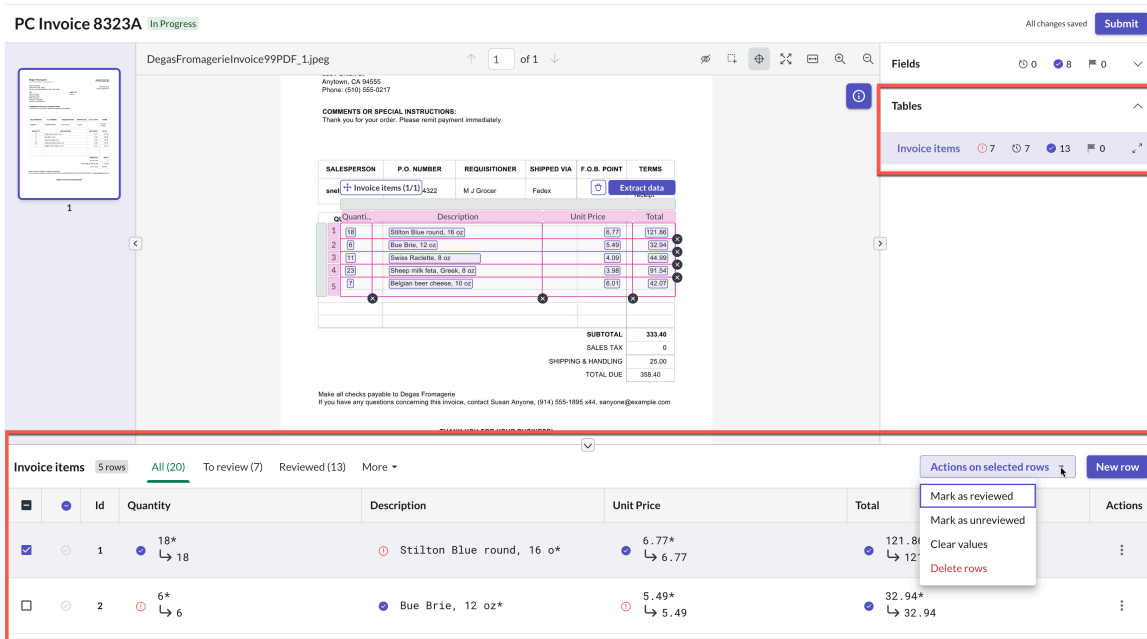 PC Invoice 8323A In Progress All changes saved Submit
DegasFromagerieInvoice99PDF_1.jpeg 1 of 1
Fields 0 8 0
Tables
Invoice items 7 7 13 0
1
Anytown, CA 94555
Phone: (510) 555-0217
COMMENTS OR SPECIAL INSTRUCTIONS:
Thank you for your order. Please remit payment immediately.
SALESPERSON P.O. NUMBER REQUISITIONER SHIPPED VIA F.O.B. POINT TERMS
Invoice items (1/1) 4322 M J Grocer Fedex Extract data
Quanti... Description Unit Price Total
1 18 Stilton Blue round, 16 oz 6.77 121.86
2 6 Bue Brie, 12 oz 5.49 32.94
3 11 Swiss Raclette, 8 oz 4.09 44.99
4 23 Sheep milk feta, Greek, 8 oz 3.98 91.54
5 7 Belgian beer cheese, 10 oz 6.01 42.07
SUBTOTAL 333.40
SALES TAX 0
SHIPPING & HANDLING 25.00
TOTAL DUE 358.40
Make all checks payable to Degas Fromagerie
If you have any questions concerning this invoice, contact Susan Anyone, (914) 555-1895 x44, sanyone@example.com
Invoice items 5 rows All (20) To review (7) Reviewed (13) More Actions on selected rows New row
Id Quantity Description Unit Price Total Actions
Mark as reviewed
Mark as unreviewed
Clear values
Delete rows
1 18* Stilton Blue round, 16 o* 6.77* 121.8
18 6.77 12
2 6* Bue Brie, 12 oz* 5.49* 32.94*
6 5.49 32.94